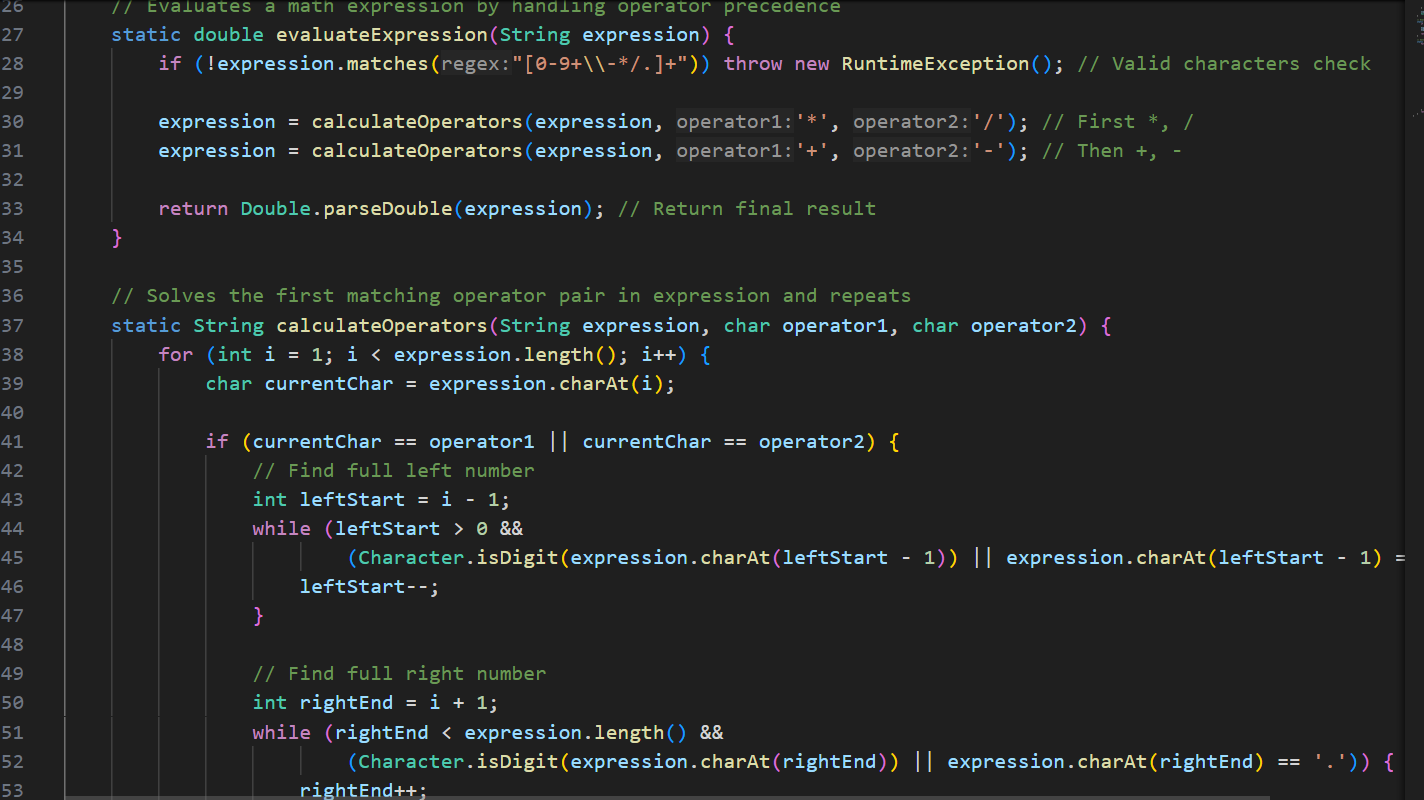 26 // Evaluates a math expression by handling operator precedence
27 static double evaluateExpression(String expression) {
28 if (!expression.matches(regex:"[0-9+\\-*/.]+")) throw new RuntimeException(); // Valid characters check
29
30 expression = calculateOperators(expression, operator1:'*', operator2:'/'); // First *, /
31 expression = calculateOperators(expression, operator1:'+', operator2:'-'); // Then +, -
32
33 return Double.parseDouble(expression); // Return final result
34 }
35
36 // Solves the first matching operator pair in expression and repeats
37 static String calculateOperators(String expression, char operator1, char operator2) {
38 for (int i = 1; i < expression.length(); i++) {
39 char currentChar = expression.charAt(i);
40
41 if (currentChar == operator1 || currentChar == operator2) {
42 // Find full left number
43 int leftStart = i - 1;
44 while (leftStart > 0 &&
45 (Character.isDigit(expression.charAt(leftStart - 1)) || expression.charAt(leftStart - 1) =
46 leftStart--;
47 }
48
49 // Find full right number
50 int rightEnd = i + 1;
51 while (rightEnd < expression.length() &&
52 (Character.isDigit(expression.charAt(rightEnd)) || expression.charAt(rightEnd) == '.')) {
53 rightEnd++;